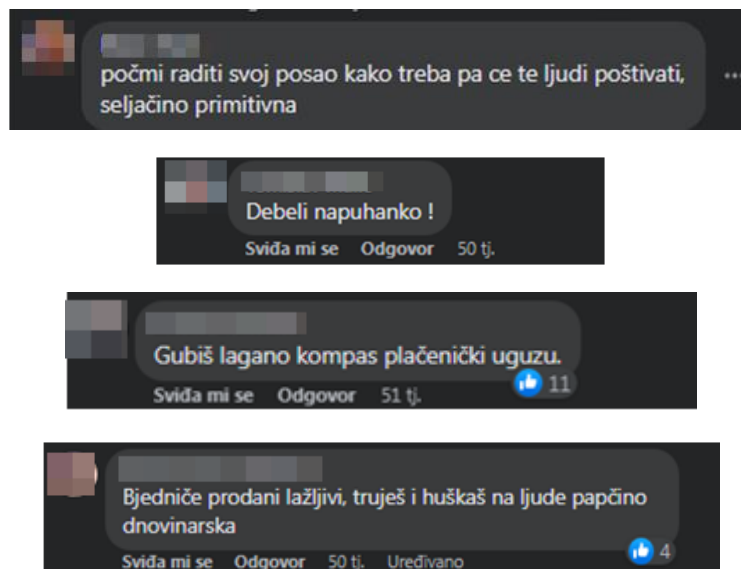 počmi raditi svoj posao kako treba pa ce te ljudi poštivati,
seljačino primitivna
Debeli napuhanko !
Sviđa mi se Odgovor 50 tj.
Gubiš lagano kompas plačenički uguzu.
11
Sviđa mi se Odgovor 51 tj.
Bjedniče prodani lažljivi, truješ i huškaš na ljude papčino
dnovinarska
4
Sviđa mi se Odgovor 50 tj. Uređivano